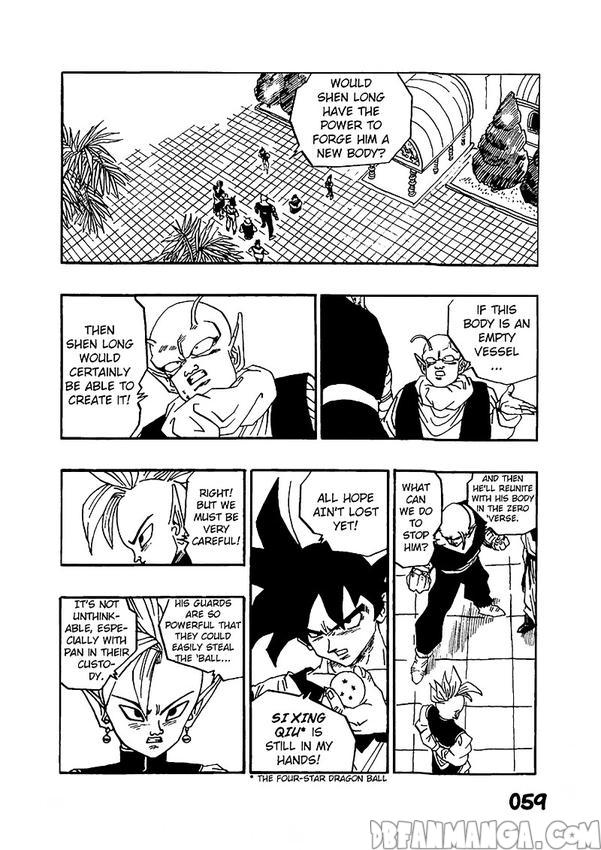 WOULD
SHEN LONG
HAVE THE
POWER TO
FORGE HIM
A NEW
BODY?
IF THIS
BODY IS AN
EMPTY
VESSEL
...
THEN
SHEN LONG
WOULD
CERTAINLY
BE ABLE TO
CREATE IT!
AND THEN
HE'LL REUNITE
WITH HIS BODY
IN THE ZERO
'VERSE.
WHAT
CAN WE
DO TO
STOP
HIM?
ALL HOPE
AIN'T LOST
YET!
SI XING
QIU* IS
STILL IN MY
HANDS!
* THE FOUR-STAR DRAGON BALL
RIGHT!
BUT WE
MUST BE
VERY
CAREFUL!
HIS GUARDS
ARE SO
POWERFUL THAT
THEY COULD
EASILY STEAL
THE 'BALL...
IT'S NOT
UNTHINK-
ABLE, ESPE-
CIALLY WITH
PAN IN THEIR
CUSTO-
DY.
059
DBFANMANGA.COM